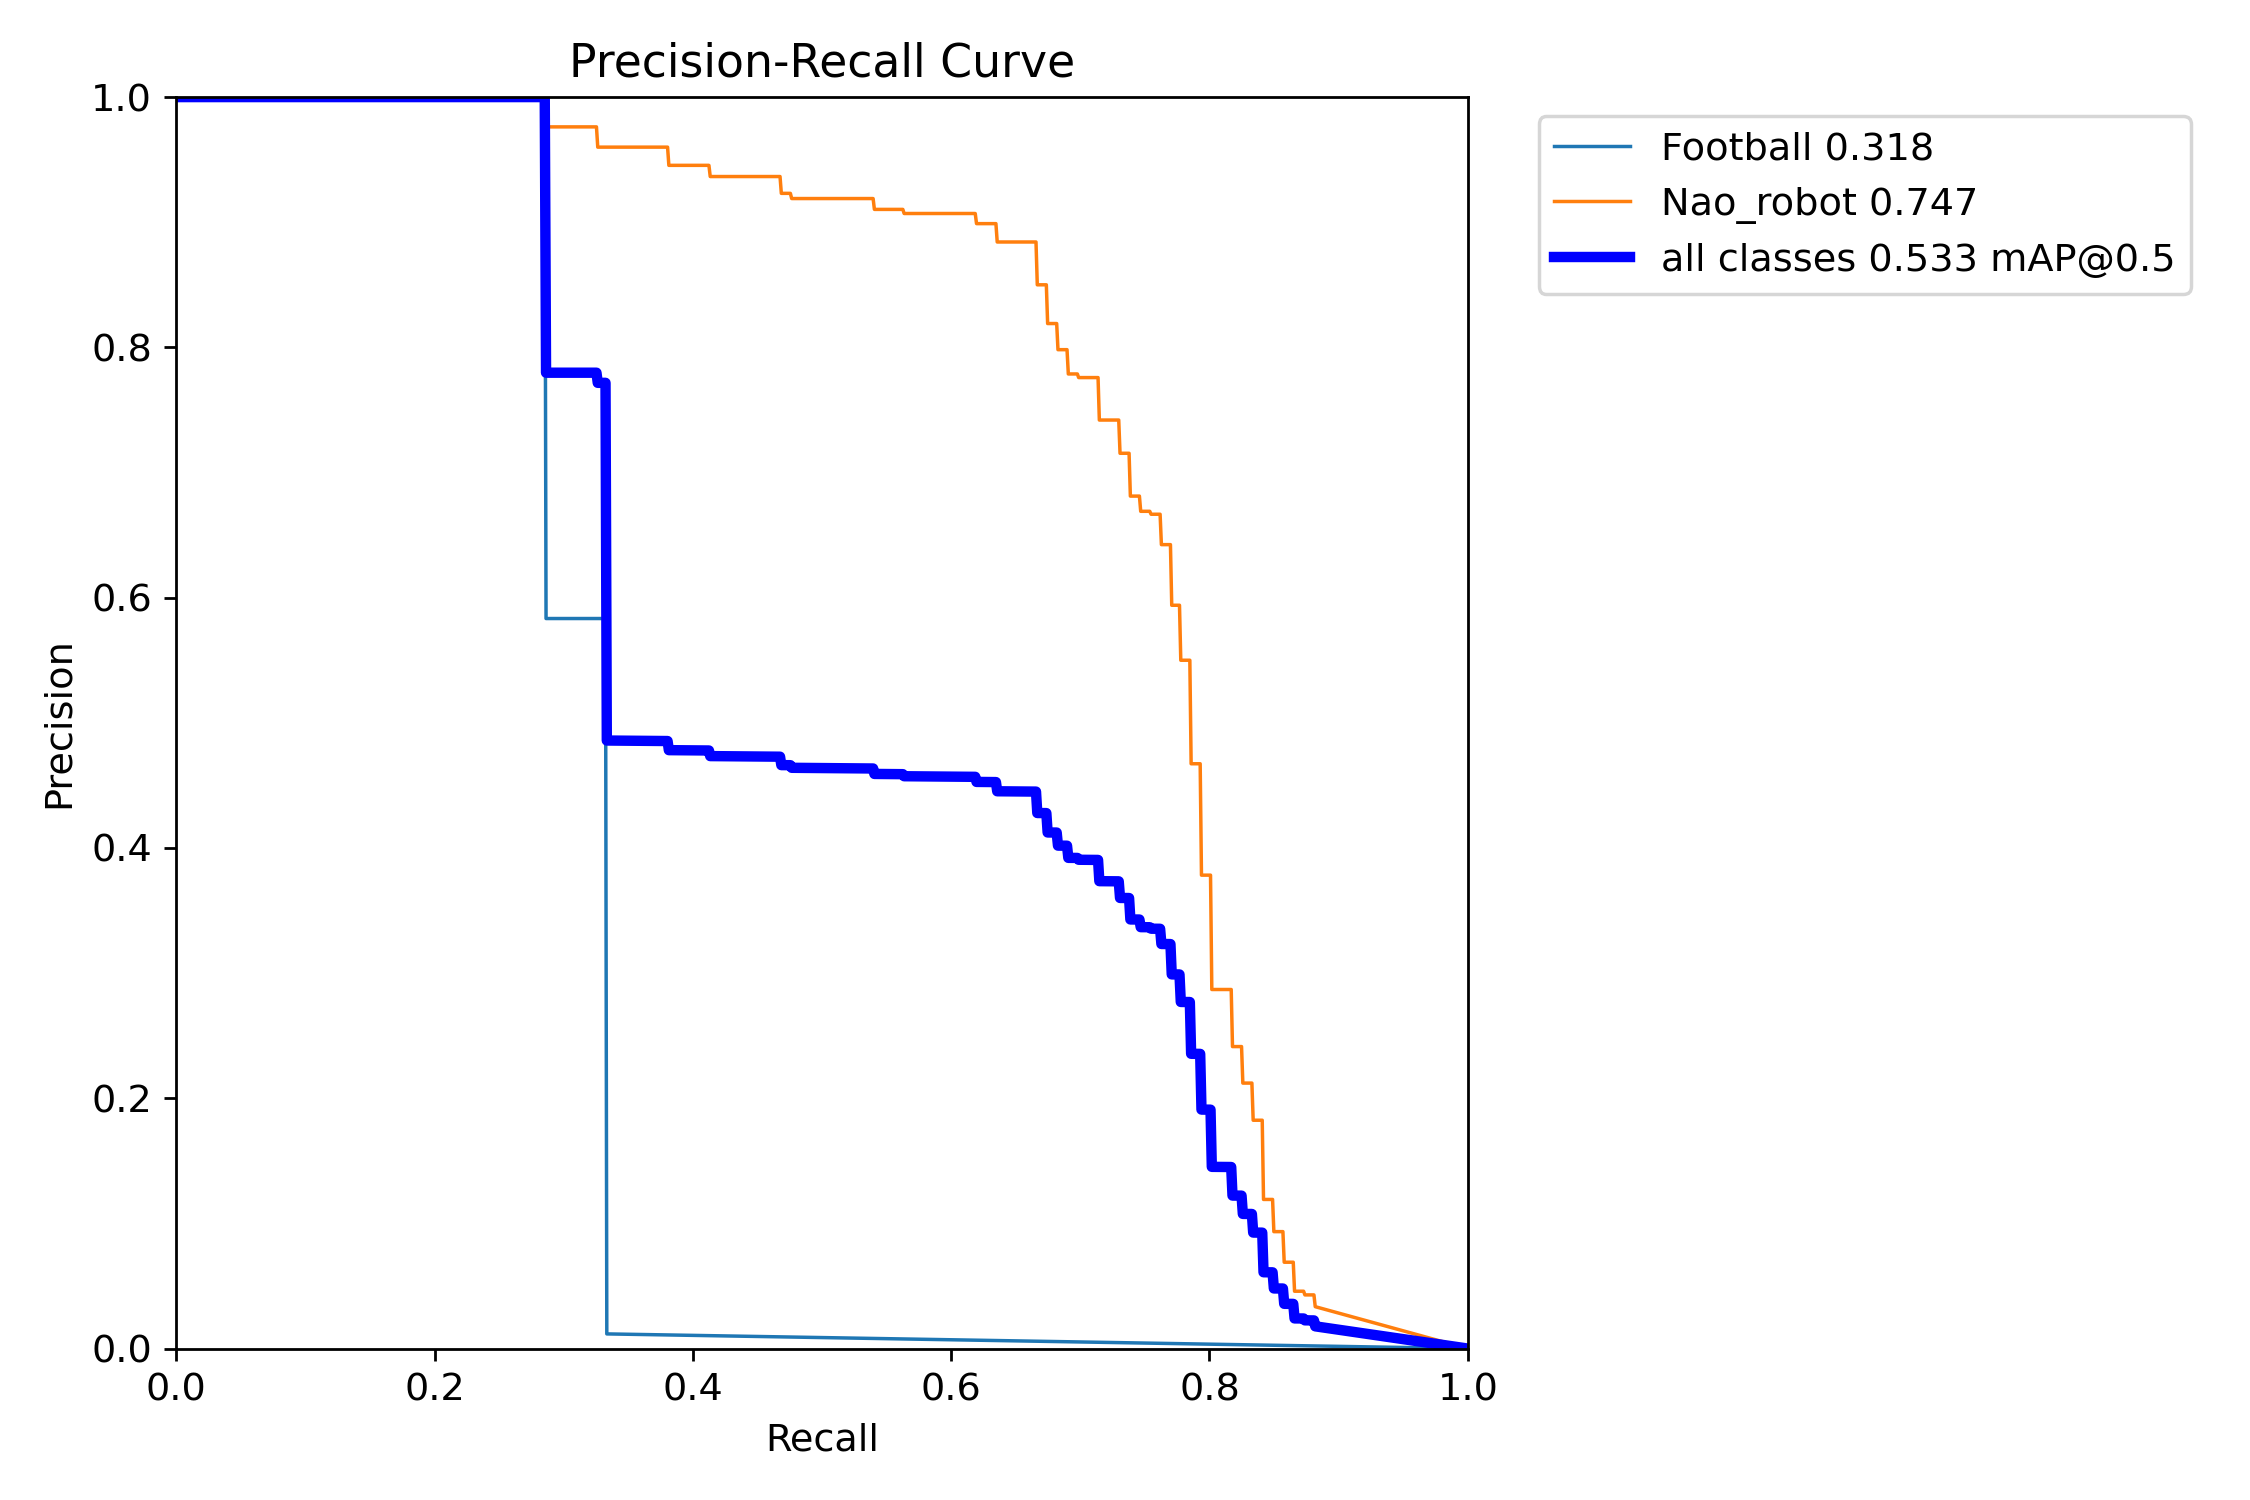 Precision-Recall Curve
1.0
0.8
0.6
0.4
0.2
0.0
Precision
0.0 0.2 0.4 0.6 0.8 1.0
Recall
Football 0.318
Nao_robot 0.747
all classes 0.533 mAP@0.5